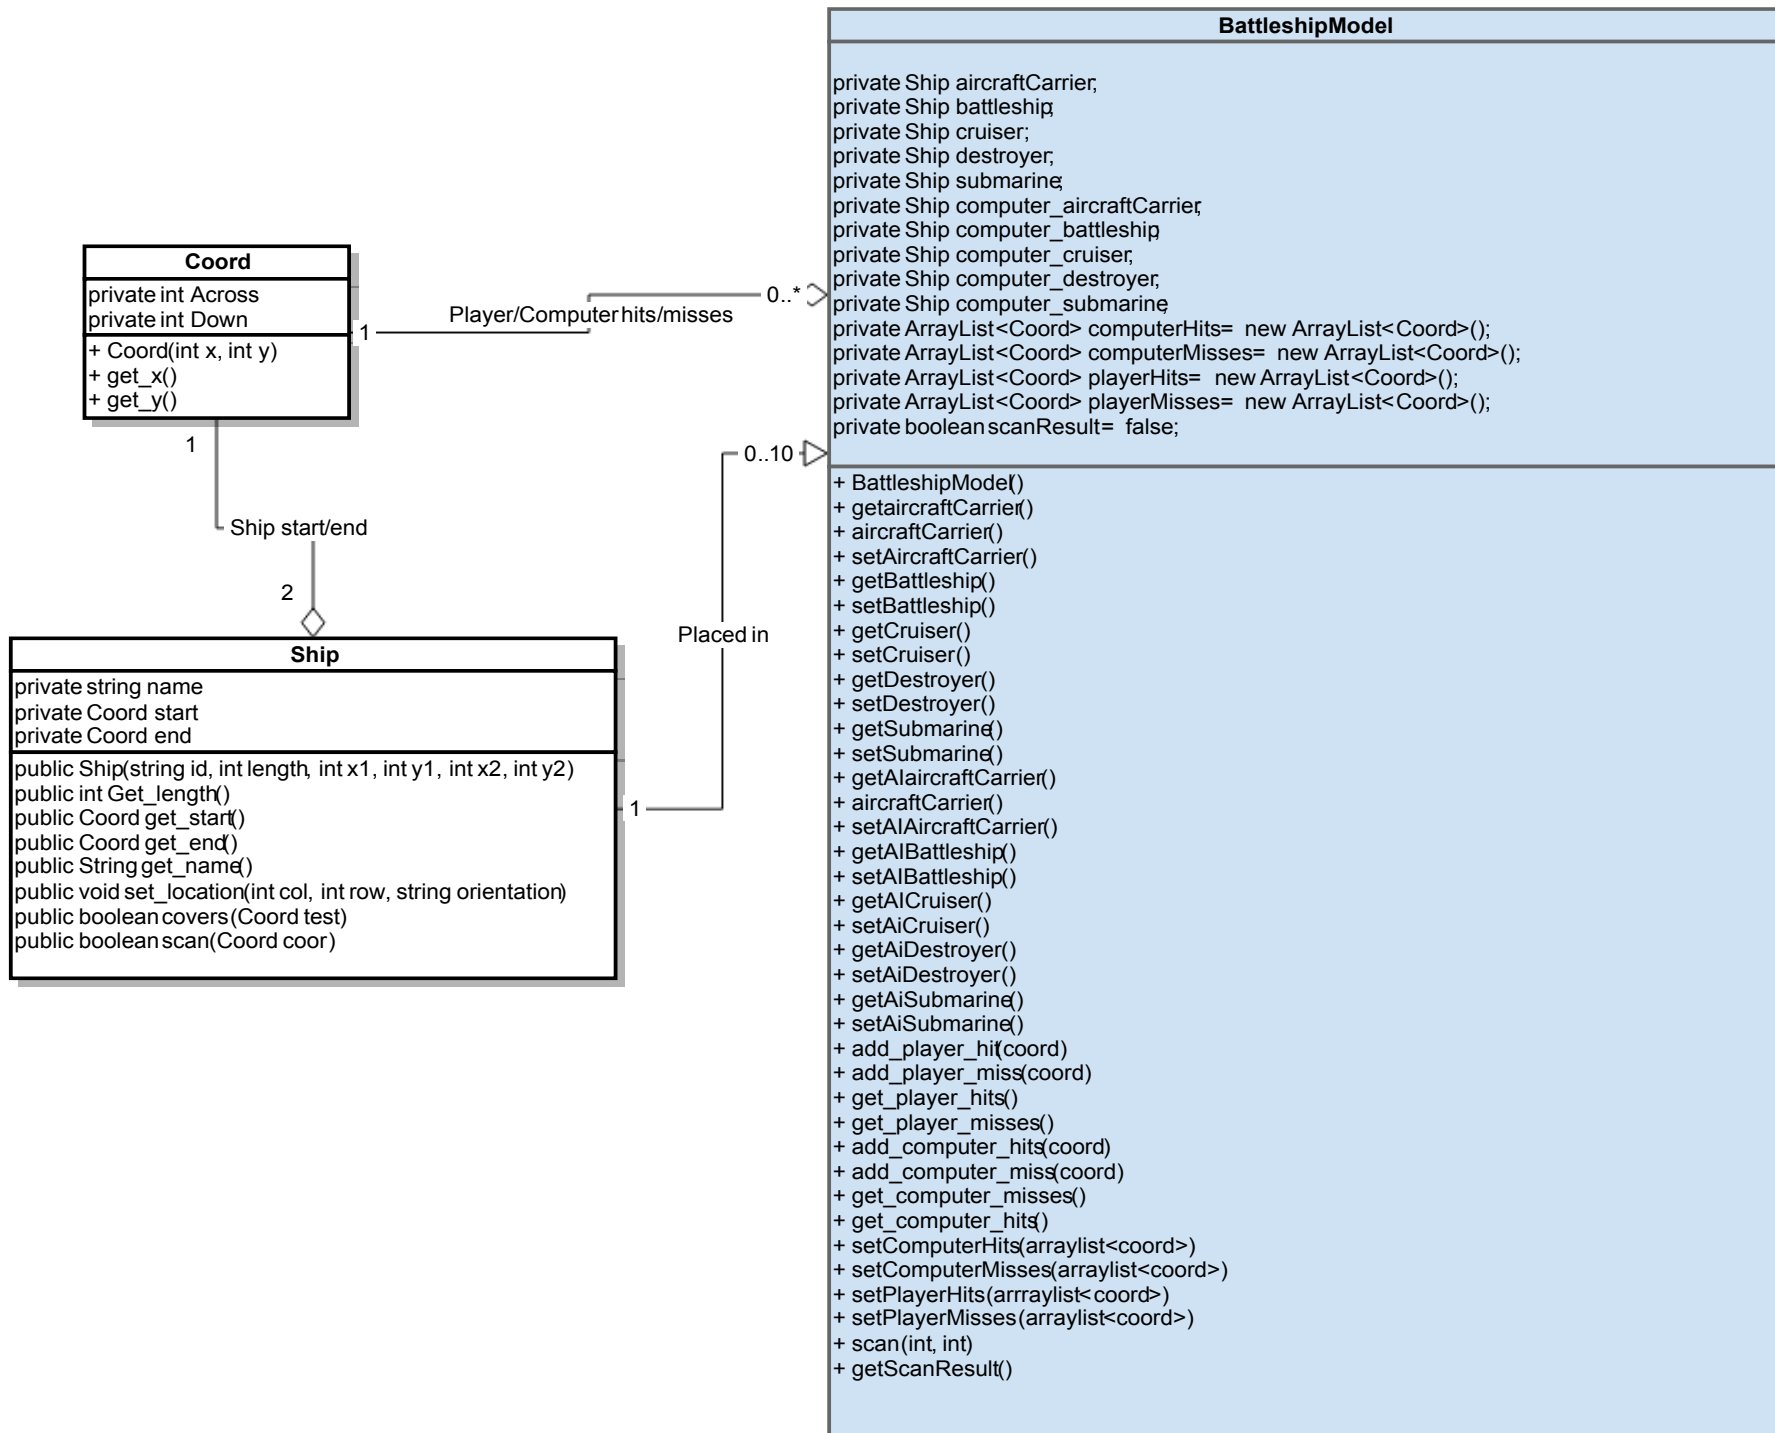 BattleshipModel
private Ship aircraftCarrier;
private Ship battleship;
private Ship cruiser;
private Ship destroyer;
private Ship submarine;
private Ship computer_aircraftCarrier;
private Ship computer_battleship;
private Ship computer_cruiser;
private Ship computer_destroyer;
private Ship computer_submarine;
private ArrayList<Coord> computerHits= new ArrayList<Coord>();
private ArrayList<Coord> computerMisses= new ArrayList<Coord>();
private ArrayList<Coord> playerHits= new ArrayList<Coord>();
private ArrayList<Coord> playerMisses= new ArrayList<Coord>();
private boolean scanResult= false;
+ BattleshipModel()
+ getaircraftCarrier()
+ aircraftCarrier()
+ setAircraftCarrier()
+ getBattleship()
+ setBattleship()
+ getCruiser()
+ setCruiser()
+ getDestroyer()
+ setDestroyer()
+ getSubmarine()
+ setSubmarine()
+ getAIaircraftCarrier()
+ aircraftCarrier()
+ setAIAircraftCarrier()
+ getAIBattleship()
+ setAIBattleship()
+ getAICruiser()
+ setAiCruiser()
+ getAiDestroyer()
+ setAiDestroyer()
+ getAiSubmarine()
+ setAiSubmarine()
+ add_player_hit(coord)
+ add_player_miss(coord)
+ get_player_hits()
+ get_player_misses()
+ add_computer_hits(coord)
+ add_computer_miss(coord)
+ get_computer_misses()
+ get_computer_hits()
+ setComputerHits(arraylist<coord>)
+ setComputerMisses(arraylist<coord>)
+ setPlayerHits(arrraylist<coord>)
+ setPlayerMisses(arraylist<coord>)
+ scan(int, int)
+ getScanResult()
Coord
private int Across
private int Down
+ Coord(int x, int y)
+ get_x()
+ get_y()
1
Player/Computer hits/misses
0..*
1
Ship start/end
2
Ship
private string name
private Coord start
private Coord end
public Ship(string id, int length, int x1, int y1, int x2, int y2)
public int Get_length()
public Coord get_start()
public Coord get_end()
public String get_name()
public void set_location(int col, int row, string orientation)
public boolean covers(Coord test)
public boolean scan(Coord coor)
1
Placed in
0..10